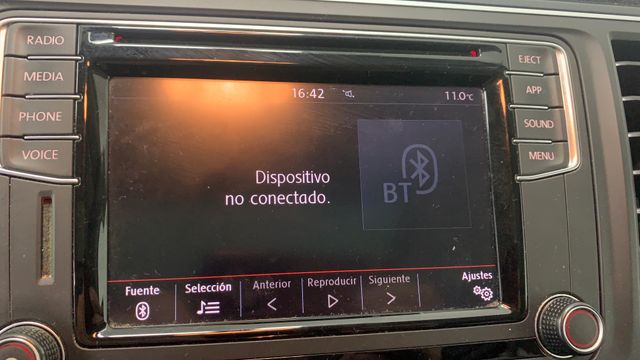 RADIO
MEDIA
PHONE
VOICE
16:42
11.0°C
EJECT
APP
SOUND
MENU
Dispositivo
no conectado.
BT
Fuente
Selección
Anterior
Reproducir
Siguiente
Ajustes